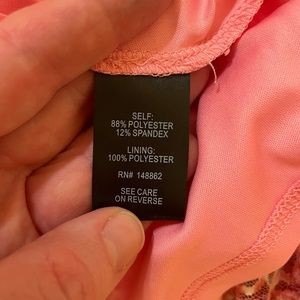 SELF:
88% POLYESTER
12% SPANDEX
LINING:
100% POLYESTER
RN# 148862
SEE CARE
ON REVERSE